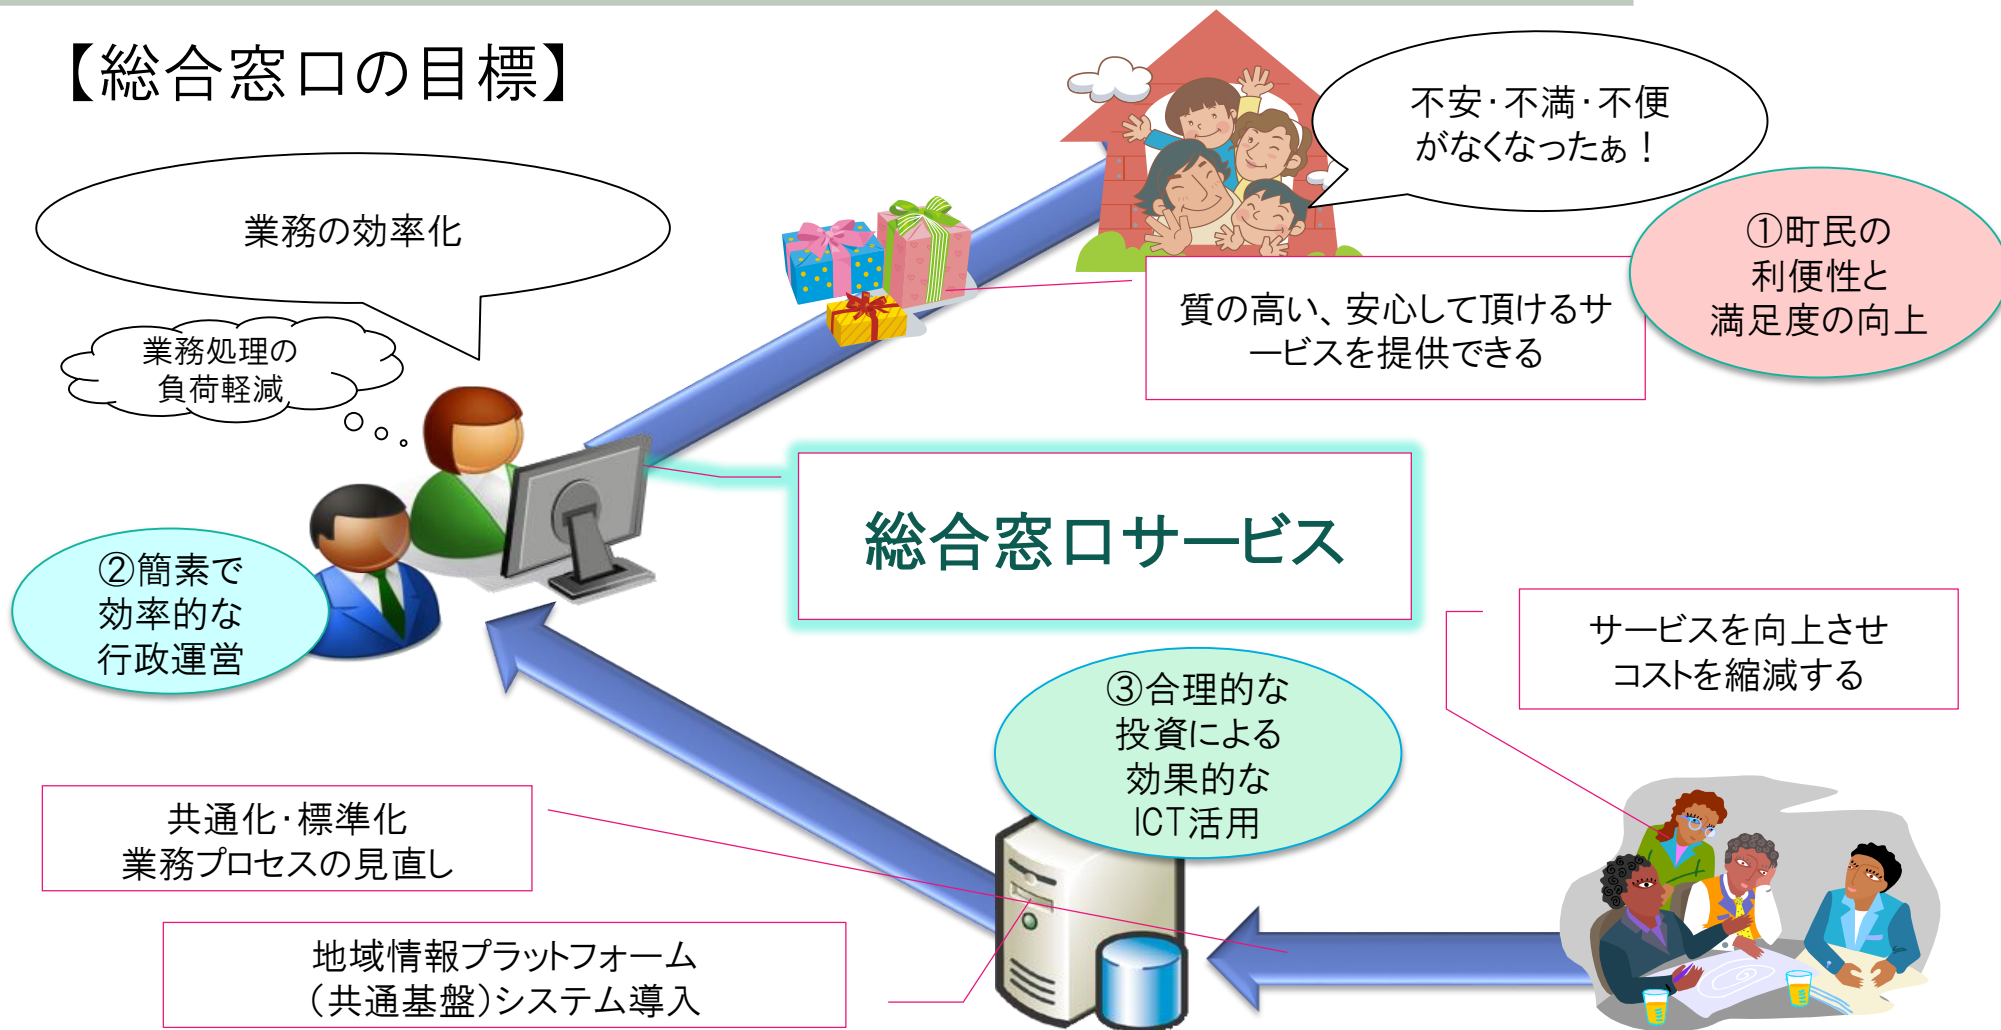 【総合窓口の目標】
不安・不満・不便
がなくなったぁ！
業務の効率化
①町民の
利便性と
満足度の向上
質の高い、安心して頂けるサ
ービスを提供できる
業務処理の
負荷軽減
総合窓口サービス
②簡素で
効率的な
行政運営
サービスを向上させ
コストを縮減する
③合理的な
投資による
効果的な
ICT活用
共通化・標準化
業務プロセスの見直し
地域情報プラットフォーム
（共通基盤）システム導入